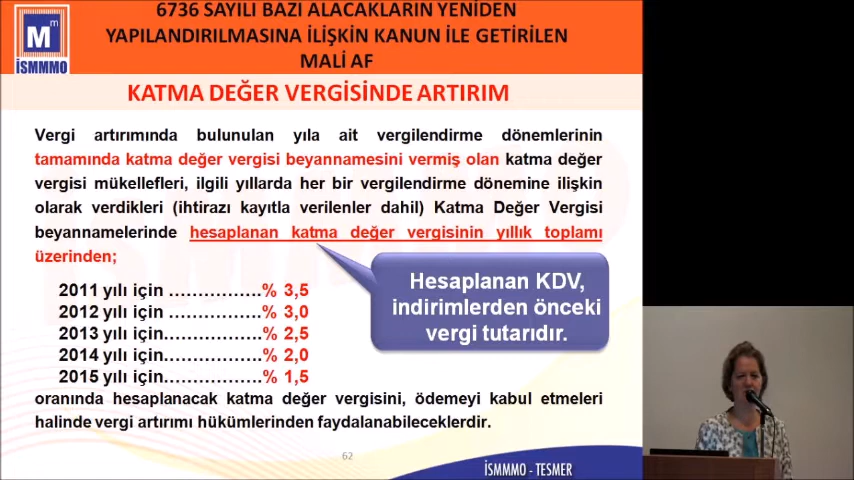 6736 SAYILI BAZI ALACAKLARIN YENİDEN
YAPILANDIRILMASINA İLİŞKİN KANUN İLE GETİRİLEN
MALİ AF
Mm
İSMMMO
KATMA DEĞER VERGİSİNDE ARTIRIM
Vergi artırımında bulunulan yıla ait vergilendirme dönemlerinin
tamamında katma değer vergisi beyannamesini vermiş olan katma değer
vergisi mükellefleri, ilgili yıllarda her bir vergilendirme dönemine ilişkin
olarak verdikleri (ihtirazı kayıtla verilenler dahil) Katma Değer Vergisi
beyannamelerinde hesaplanan katma değer vergisinin yıllık toplamı
üzerinden;
Hesaplanan KDV,
indirimlerden önceki
vergi tutarıdır.
2011 yılı için …………….% 3,5
2012 yılı için …………….% 3,0
2013 yılı için……………..% 2,5
2014 yılı için……………..% 2,0
2015 yılı için……………..% 1,5
oranında hesaplanacak katma değer vergisini, ödemeyi kabul etmeleri
halinde vergi artırımı hükümlerinden faydalanabileceklerdir.
62
İSMMMO - TESMER